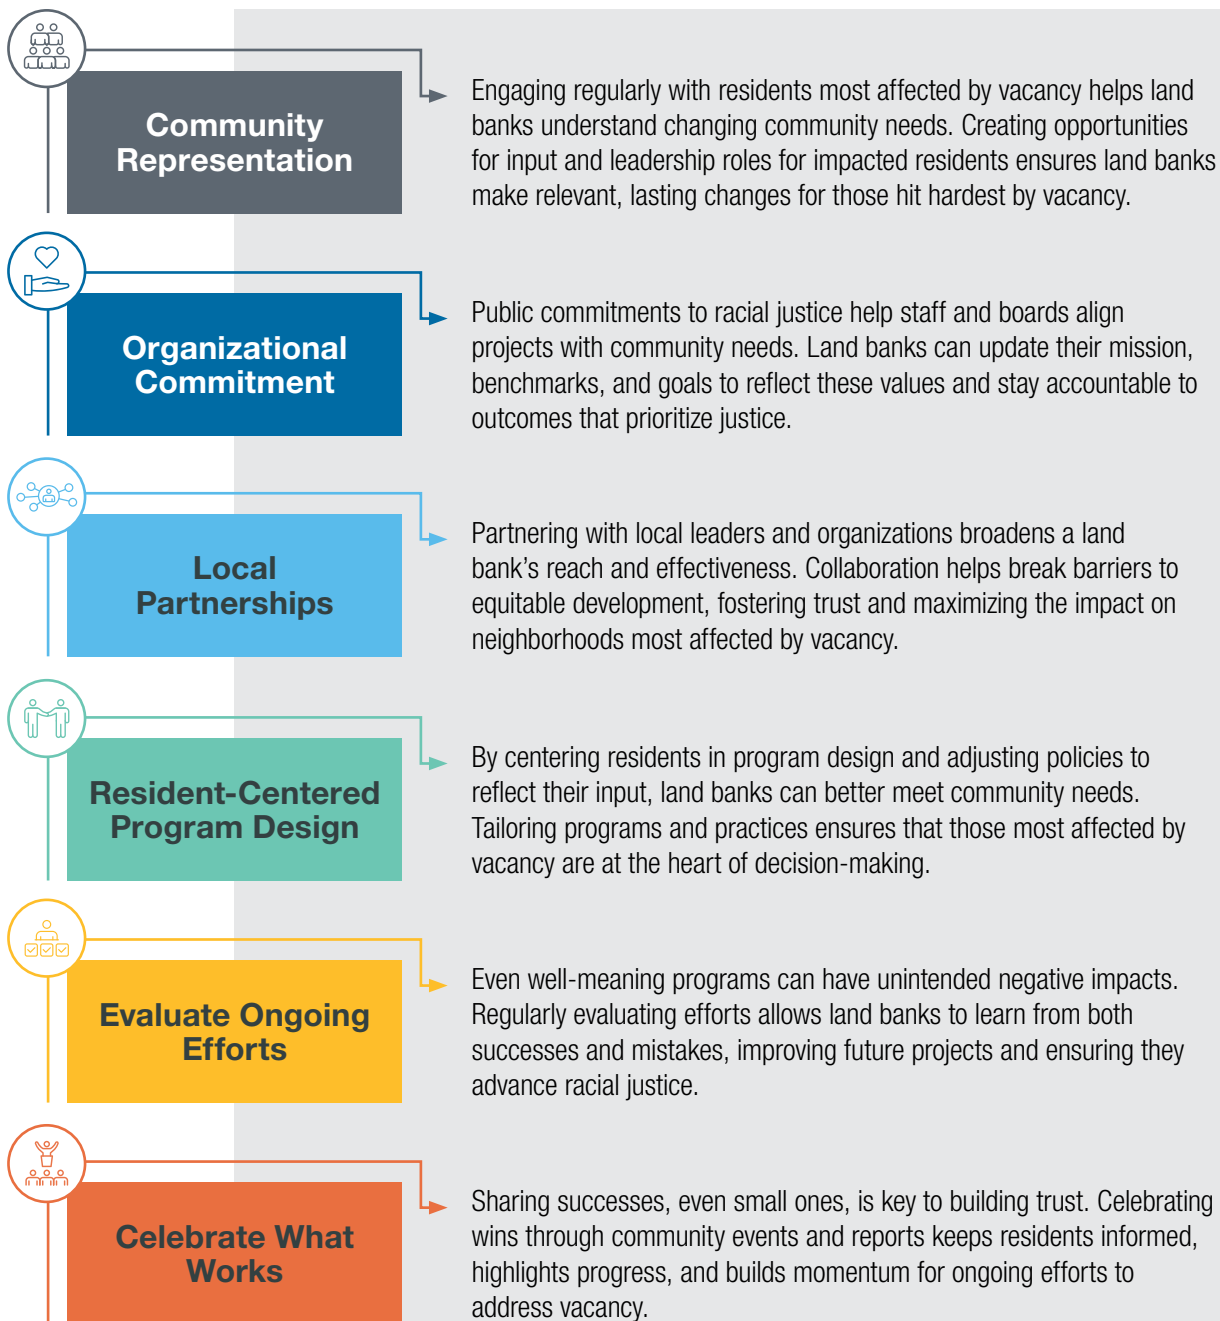 Community
Representation
Engaging regularly with residents most affected by vacancy helps land
banks understand changing community needs. Creating opportunities
for input and leadership roles for impacted residents ensures land banks
make relevant, lasting changes for those hit hardest by vacancy.
Organizational
Commitment
Public commitments to racial justice help staff and boards align
projects with community needs. Land banks can update their mission,
benchmarks, and goals to reflect these values and stay accountable to
outcomes that prioritize justice.
Local
Partnerships
Partnering with local leaders and organizations broadens a land
bank’s reach and effectiveness. Collaboration helps break barriers to
equitable development, fostering trust and maximizing the impact on
neighborhoods most affected by vacancy.
Resident-Centered
Program Design
By centering residents in program design and adjusting policies to
reflect their input, land banks can better meet community needs.
Tailoring programs and practices ensures that those most affected by
vacancy are at the heart of decision-making.
Evaluate Ongoing
Efforts
Even well-meaning programs can have unintended negative impacts.
Regularly evaluating efforts allows land banks to learn from both
successes and mistakes, improving future projects and ensuring they
advance racial justice.
Celebrate What
Works
Sharing successes, even small ones, is key to building trust. Celebrating
wins through community events and reports keeps residents informed,
highlights progress, and builds momentum for ongoing efforts to
address vacancy.